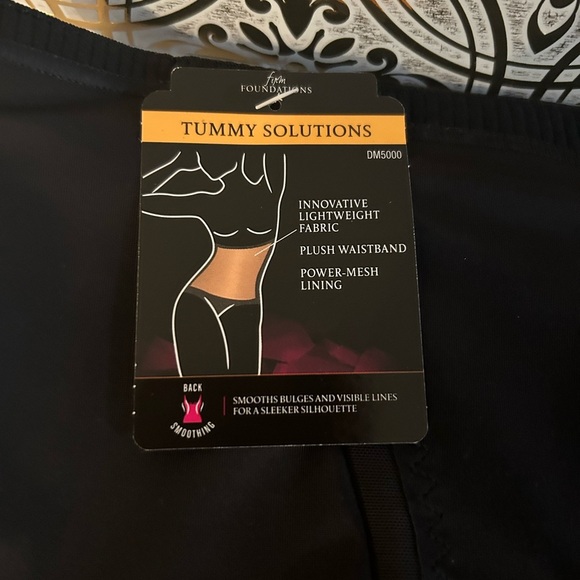 firm
FOUNDATIONS
TUMMY SOLUTIONS
DM5000
INNOVATIVE
LIGHTWEIGHT
FABRIC
PLUSH WAISTBAND
POWER-MESH
LINING
BACK
SMOOTHING
SMOOTHS BULGES AND VISIBLE LINES
FOR A SLEEKER SILHOUETTE